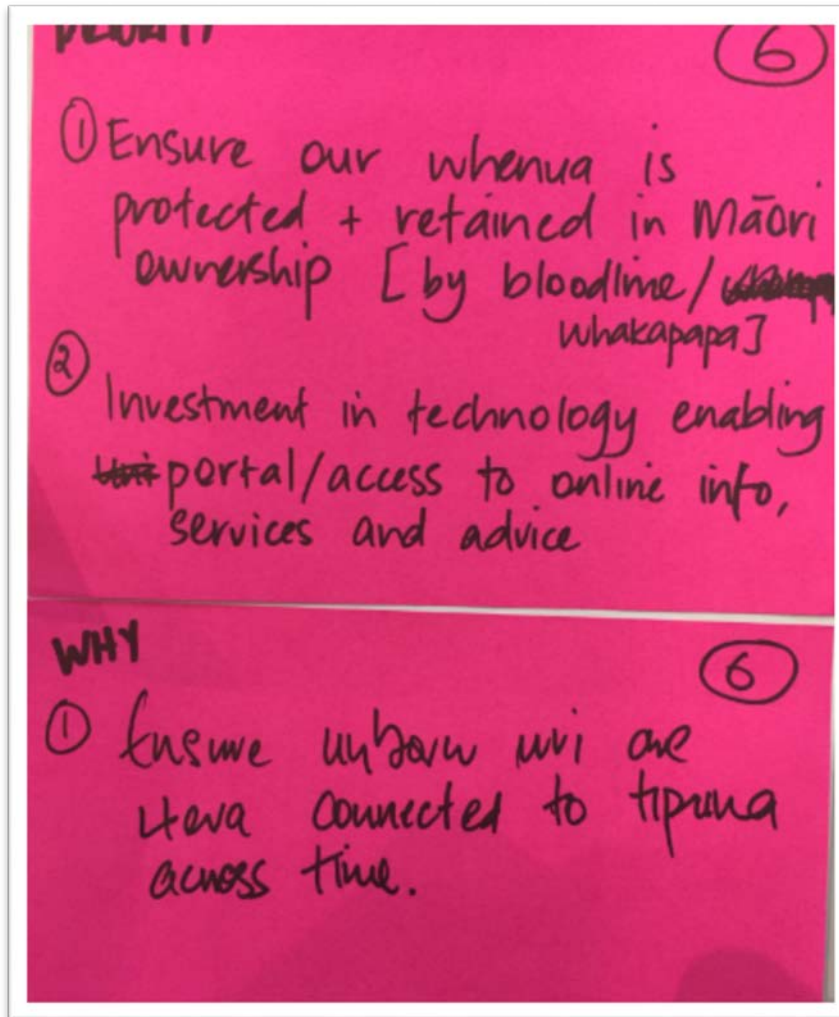 PRIORITY
6
① Ensure our whenua is
protected + retained in Māori
ownership [by bloodline/
whakapapa]
② Investment in technology enabling
portal/access to online info,
services and advice
WHY
6
① Ensure unborn uri are
4eva connected to tipuna
across time.